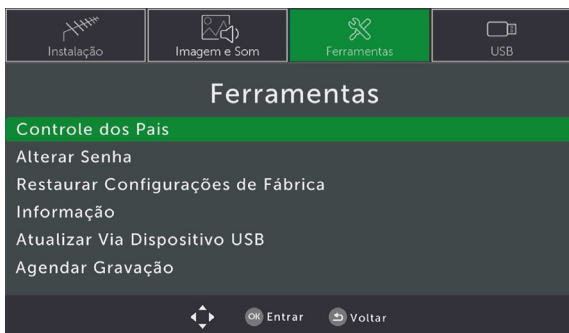 Instalação
Imagem e Som
Ferramentas
USB
Ferramentas
Controle dos Pais
Alterar Senha
Restaurar Configurações de Fábrica
Informação
Atualizar Via Dispositivo USB
Agendar Gravação
OK Entrar Voltar